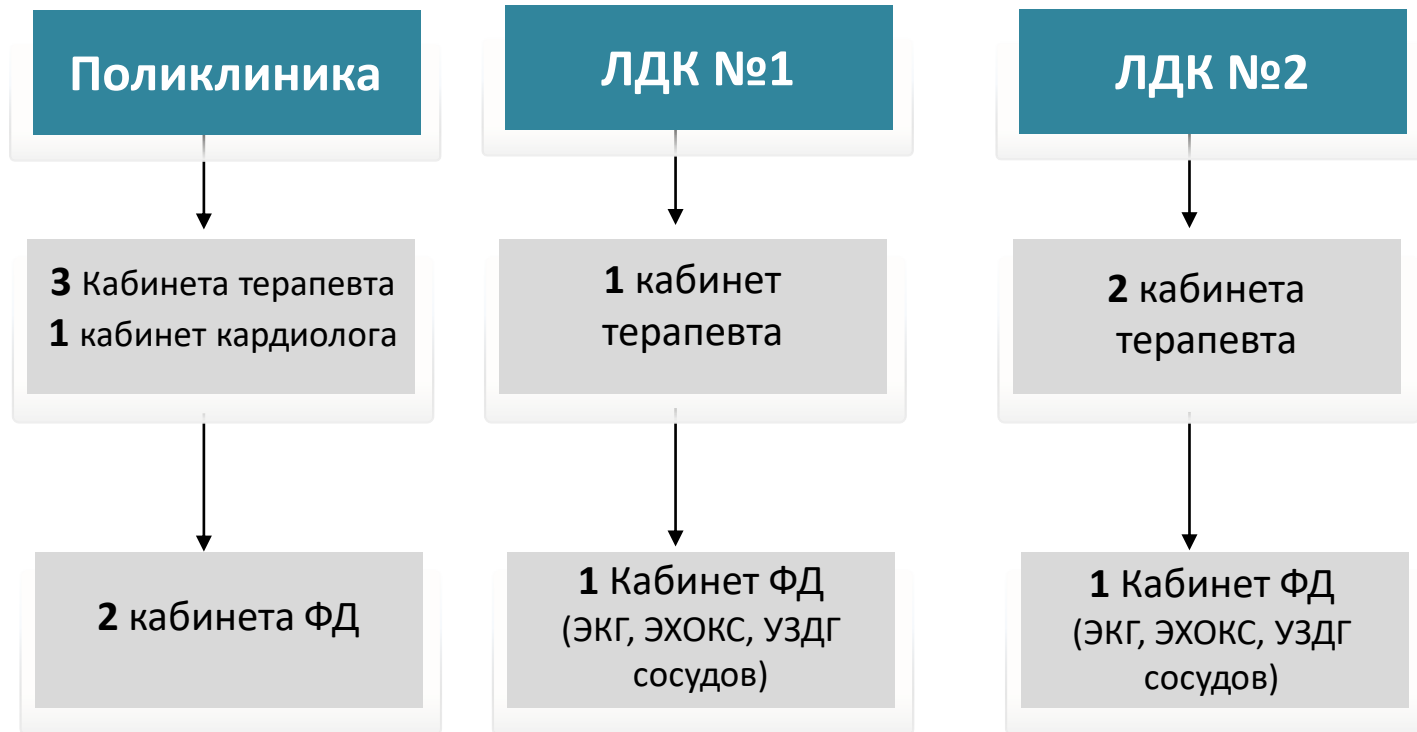 Поликлиника
3 Кабинета терапевта
1 кабинет кардиолога
2 кабинета ФД
ЛДК №1
1 кабинет
терапевта
1 Кабинет ФД
(ЭКГ, ЭХОКС, УЗДГ
сосудов)
ЛДК №2
2 кабинета
терапевта
1 Кабинет ФД
(ЭКГ, ЭХОКС, УЗДГ
сосудов)